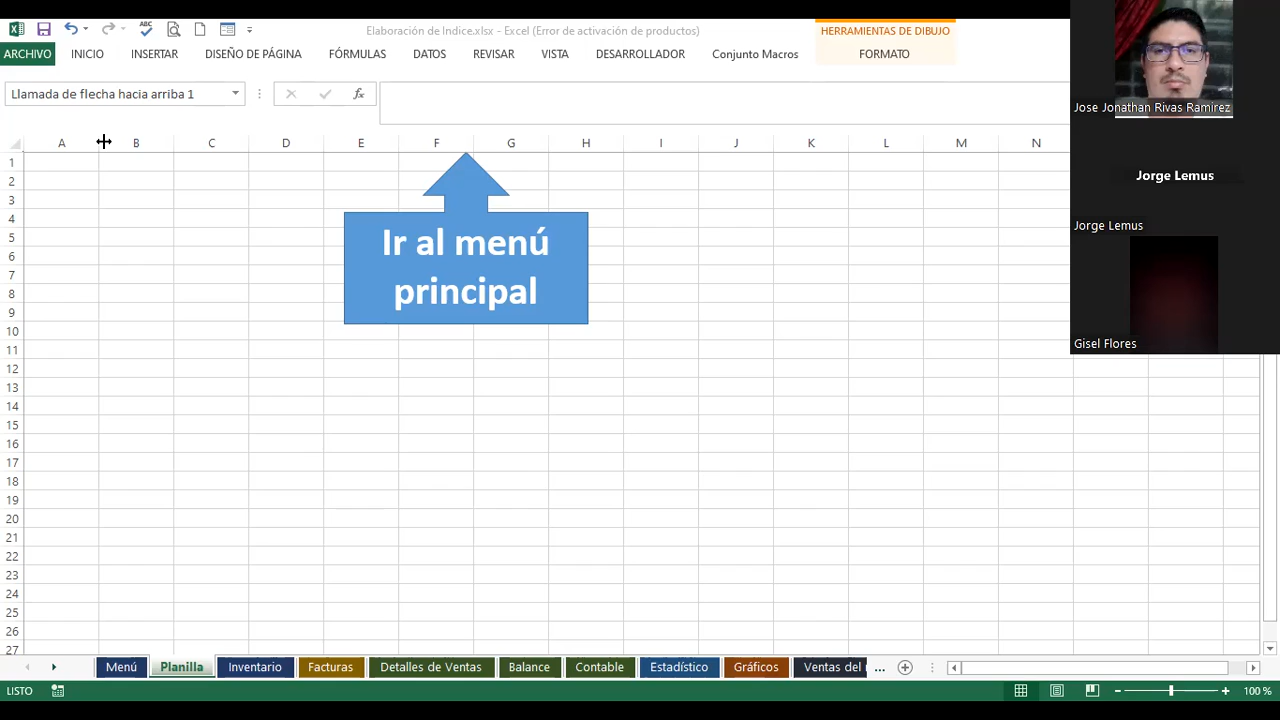 Elaboración de Indice.xlsx - Excel (Error de activación de productos)
HERRAMIENTAS DE DIBUJO
ARCHIVO INICIO INSERTAR DISEÑO DE PÁGINA FÓRMULAS DATOS REVISAR VISTA DESARROLLADOR Conjunto Macros FORMATO
Llamada de flecha hacia arriba 1
fx
A B C D E F G H I J K L M N
1
2
3
4
5
6
7
8
9
10
11
12
13
14
15
16
17
18
19
20
21
22
23
24
25
26
27
Ir al menú
principal
Jose Jonathan Rivas Ramirez
Jorge Lemus
Jorge Lemus
Gisel Flores
Menú Planilla Inventario Facturas Detalles de Ventas Balance Contable Estadístico Gráficos Ventas del ...
LISTO
100 %